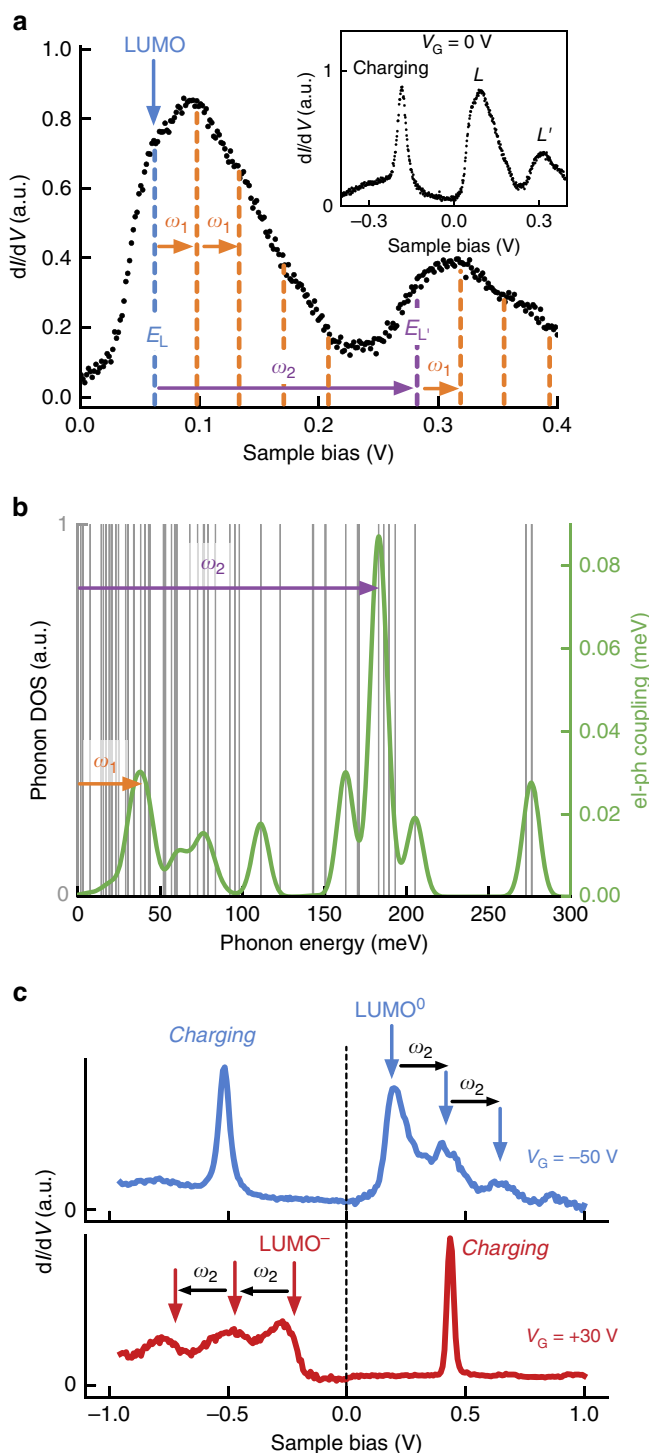 a
LUMO
V_G = 0 V
Charging
L
L'
dI/dV (a.u.)
1
0
−0.3
0.0
0.3
Sample bias (V)
dI/dV (a.u.)
1.0
0.8
0.6
0.4
0.2
0.0
ω1
ω1
E_L
ω2
E_L'
ω1
0.0
0.1
0.2
0.3
0.4
Sample bias (V)
b
Phonon DOS (a.u.)
1
0
ω2
ω1
el-ph coupling (meV)
0.08
0.06
0.04
0.02
0.00
0
50
100
150
200
250
300
Phonon energy (meV)
c
LUMO⁰
Charging
ω2
ω2
V_G = −50 V
0
dI/dV (a.u.)
LUMO⁻
Charging
ω2
ω2
V_G = +30 V
0
−1.0
−0.5
0.0
0.5
1.0
Sample bias (V)